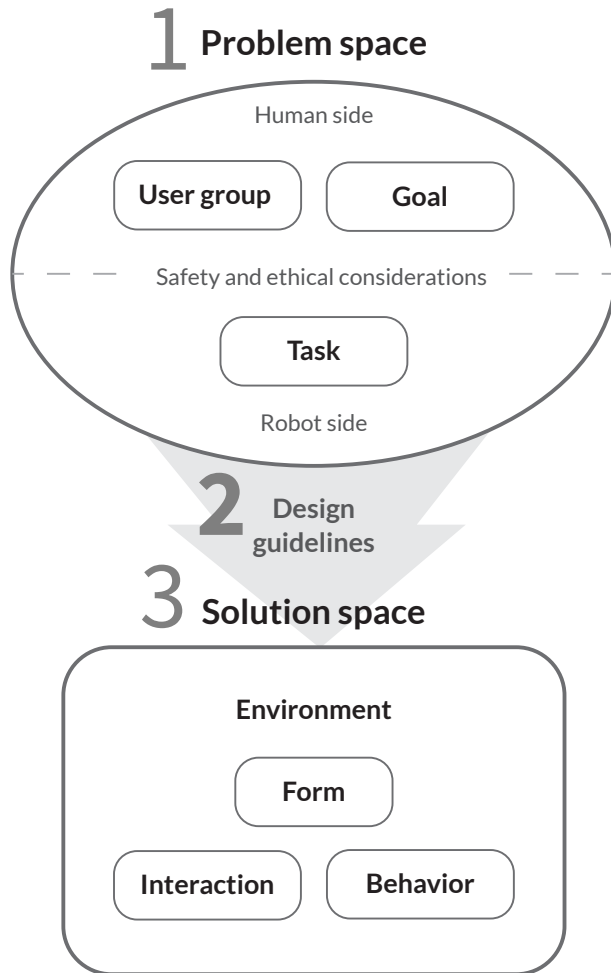 1 Problem space
Human side
User group
Goal
Safety and ethical considerations
Task
Robot side
2 Design
guidelines
3 Solution space
Environment
Form
Interaction
Behavior